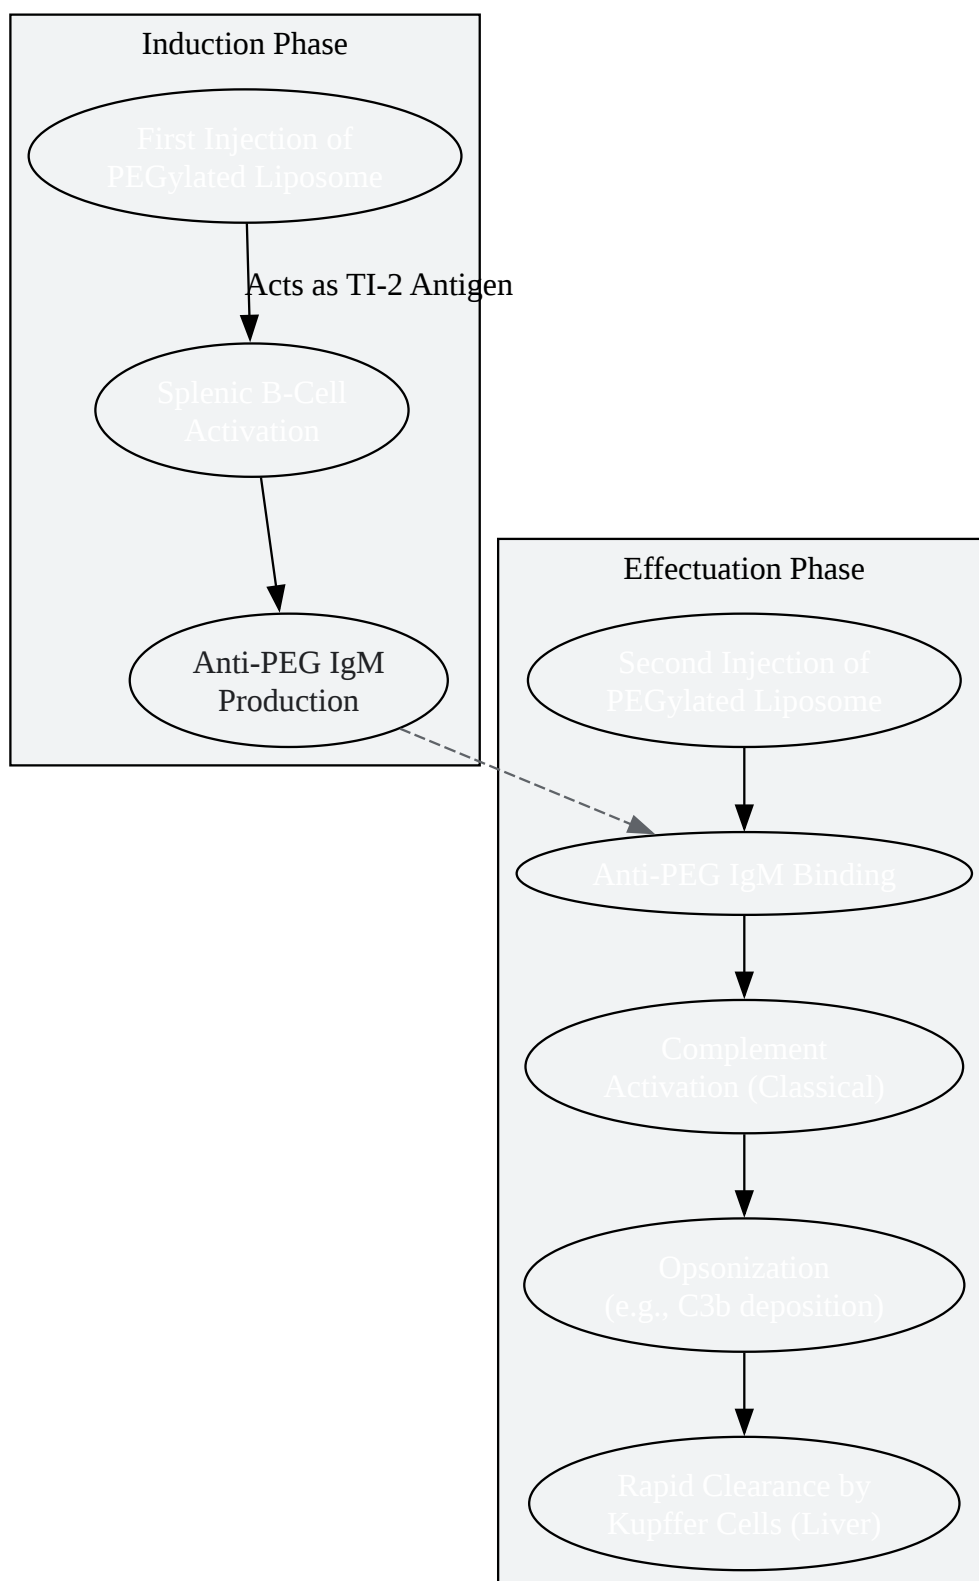 Induction Phase
First Injection of
PEGylated Liposome
Acts as TI-2 Antigen
Splenic B-Cell
Activation
Anti-PEG IgM
Production
Effectuation Phase
Second Injection of
PEGylated Liposome
Anti-PEG IgM Binding
Complement
Activation (Classical)
Opsonization
(e.g., C3b deposition)
Rapid Clearance by
Kupffer Cells (Liver)